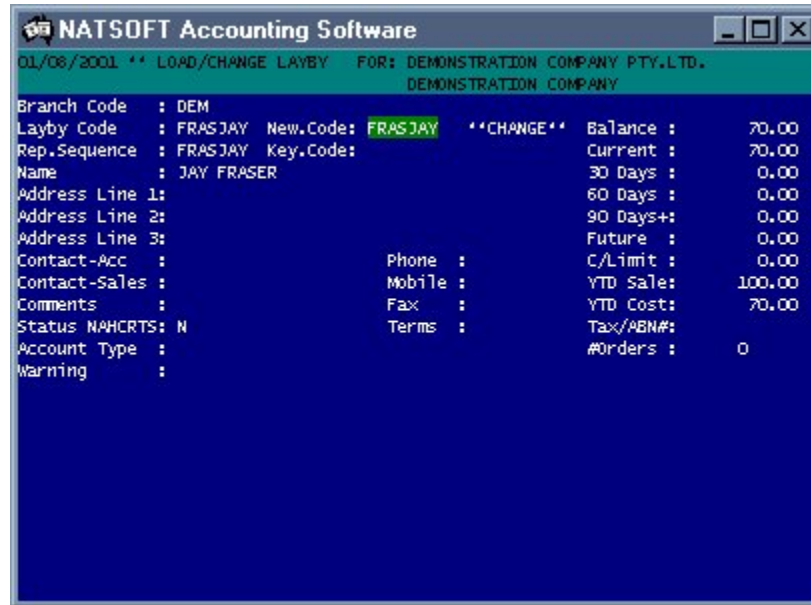 NATSOFT Accounting Software
01/08/2001 ** LOAD/CHANGE LAYBY FOR: DEMONSTRATION COMPANY PTY.LTD.
DEMONSTRATION COMPANY
Branch Code : DEM
Layby Code : FRASJAY New.Code: FRASJAY **CHANGE** Balance : 70.00
Rep.Sequence : FRASJAY Key.Code: Current : 70.00
Name : JAY FRASER 30 Days : 0.00
Address Line 1: 60 Days : 0.00
Address Line 2: 90 Days+: 0.00
Address Line 3: Future : 0.00
Contact-Acc : Phone : C/Limit : 0.00
Contact-Sales : Mobile : YTD Sale: 100.00
Comments : Fax : YTD Cost: 70.00
Status NAHCRTS: N Terms : Tax/ABN#:
Account Type : #Orders : 0
Warning :